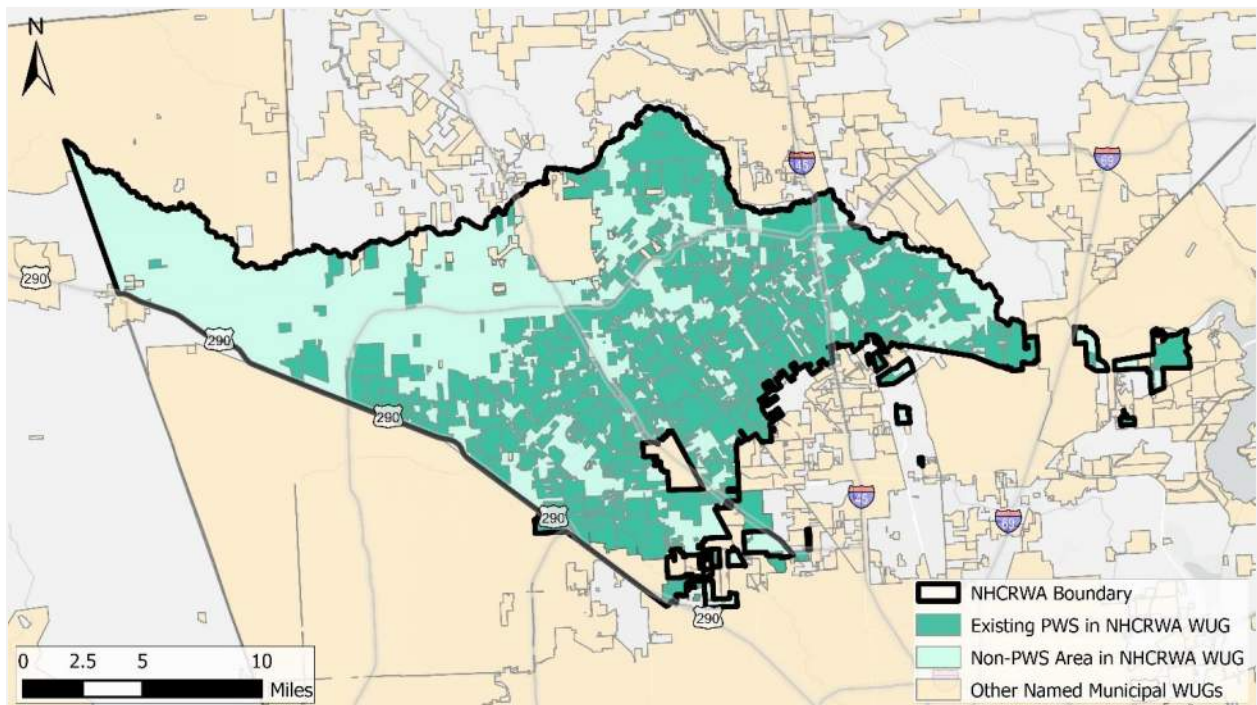 N
45
69
290
290
290
45
69
290
290
NHCRWA Boundary
Existing PWS in NHCRWA WUG
Non-PWS Area in NHCRWA WUG
Other Named Municipal WUGs
0 2.5 5 10
Miles